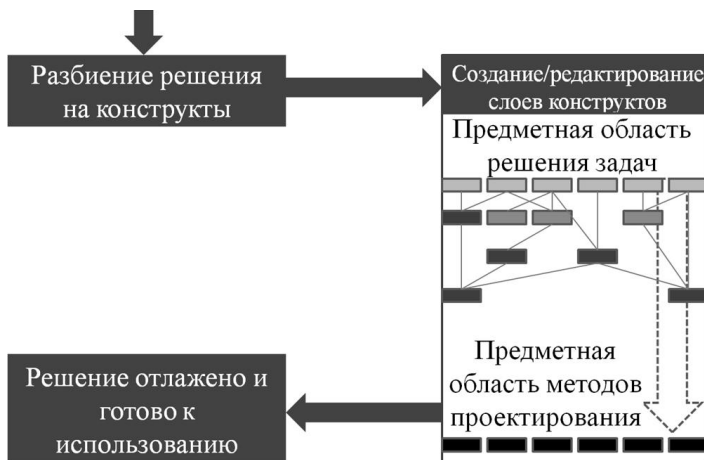 Разбиение решения
на конструкты
Создание/редактирование
слоев конструктов
Предметная область
решения задач
Предметная
область методов
проектирования
Решение отлажено и
готово к
использованию